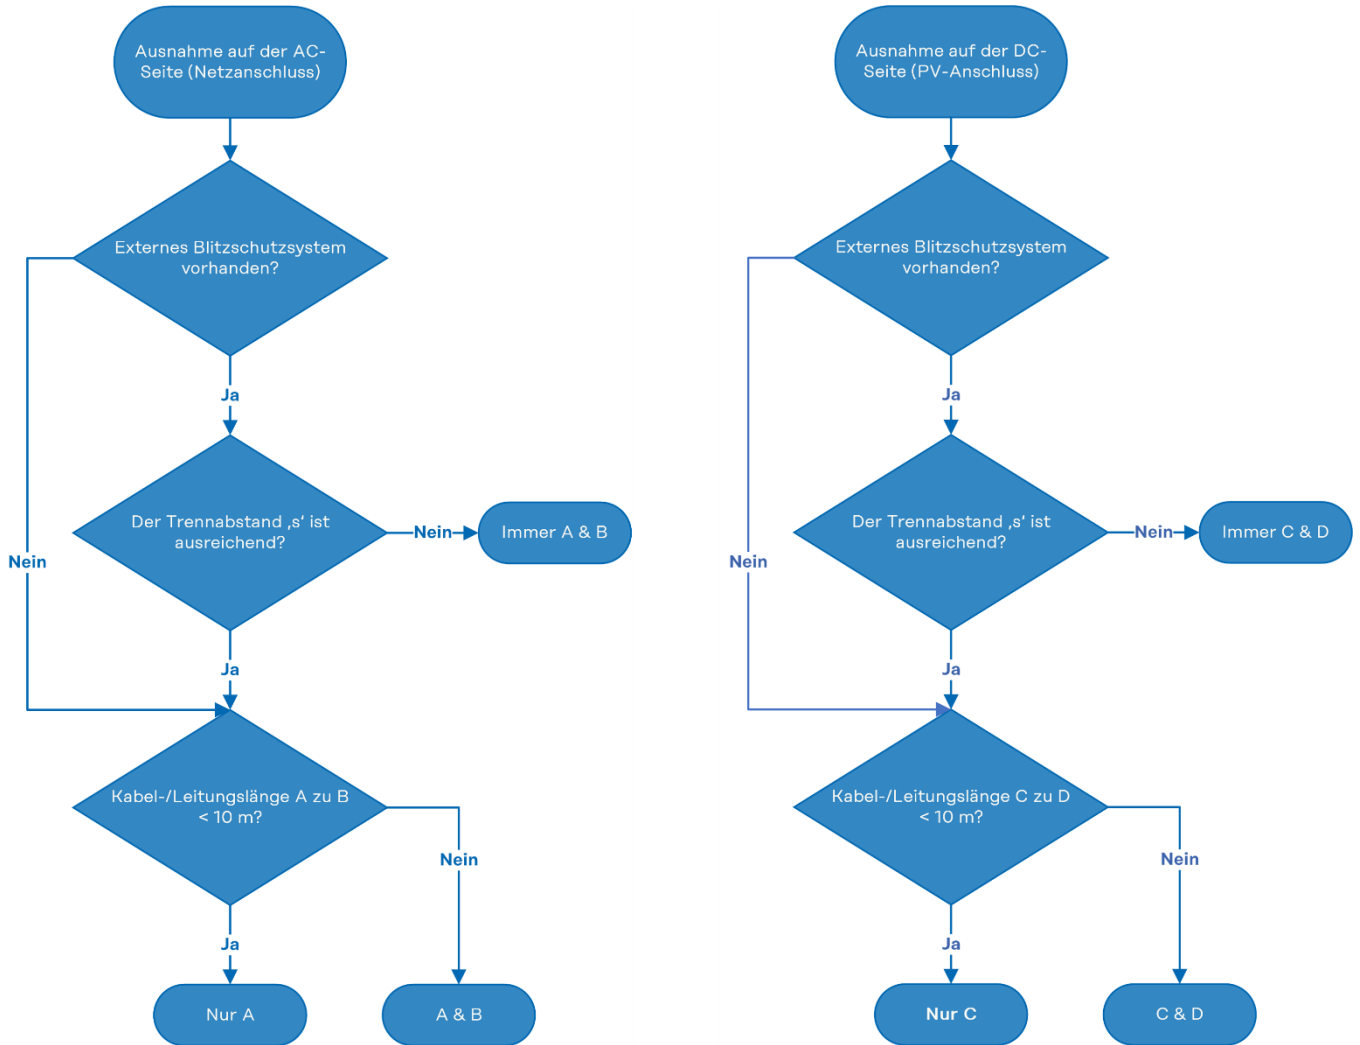 Ausnahme auf der AC-
Seite (Netzanschluss)
Externes Blitzschutzsystem
vorhanden?
Ja
Der Trennabstand ‚s‘ ist
ausreichend?
Nein
Immer A & B
Nein
Ja
Kabel-/Leitungslänge A zu B
< 10 m?
Nein
Ja
Nur A
A & B
Ausnahme auf der DC-
Seite (PV-Anschluss)
Externes Blitzschutzsystem
vorhanden?
Ja
Der Trennabstand ‚s‘ ist
ausreichend?
Nein
Immer C & D
Nein
Ja
Kabel-/Leitungslänge C zu D
< 10 m?
Nein
Ja
Nur C
C & D